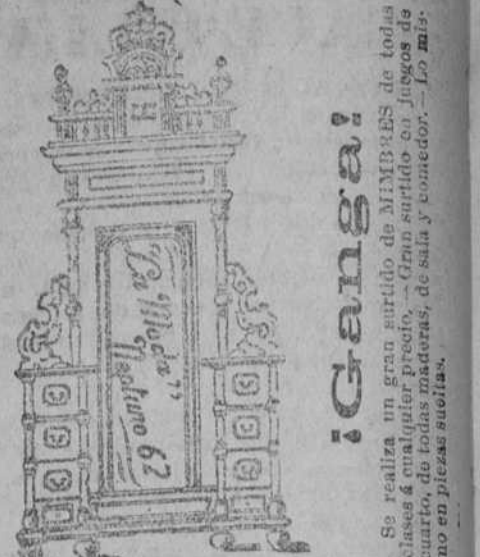 "La Moda"
Neptuno 62
¡Ganga!
Se realiza un gran surtido de MIMBRES de todas
clases á cualquier precio.—Gran surtido en juegos de
cuarto, de todas maderas, de sala y comedor.—Lo mis-
mo en piezas sueltas.